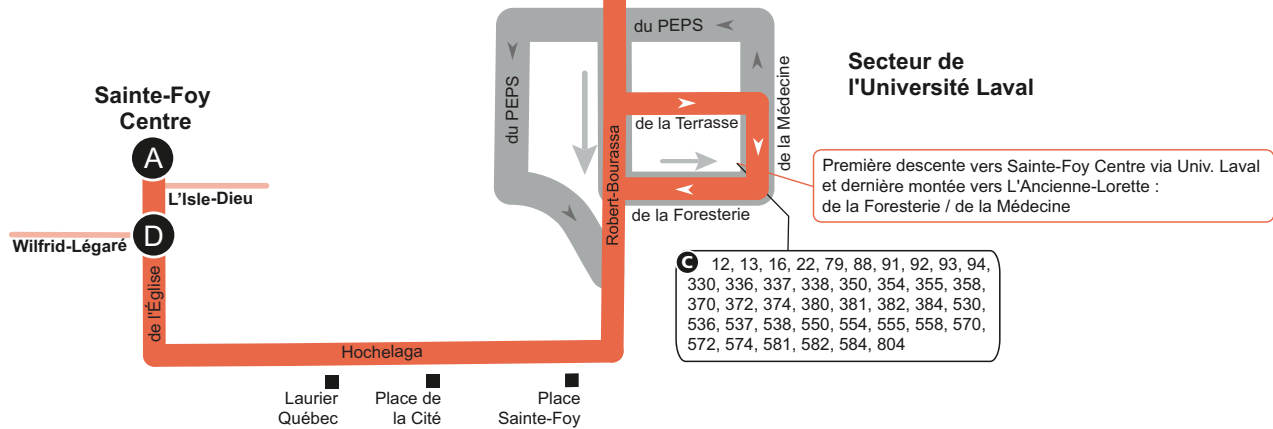 du PEPS
Secteur de
l'Université Laval
Sainte-Foy
Centre
A
du PEPS
de la Terrasse
de la Médecine
Première descente vers Sainte-Foy Centre via Univ. Laval
et dernière montée vers L'Ancienne-Lorette :
de la Foresterie / de la Médecine
L'Isle-Dieu
Robert-Bourassa
de la Foresterie
Wilfrid-Légaré
D
C 12, 13, 16, 22, 79, 88, 91, 92, 93, 94,
330, 336, 337, 338, 350, 354, 355, 358,
370, 372, 374, 380, 381, 382, 384, 530,
536, 537, 538, 550, 554, 555, 558, 570,
572, 574, 581, 582, 584, 804
de l'Église
Hochelaga
Laurier
Québec
Place de
la Cité
Place
Sainte-Foy